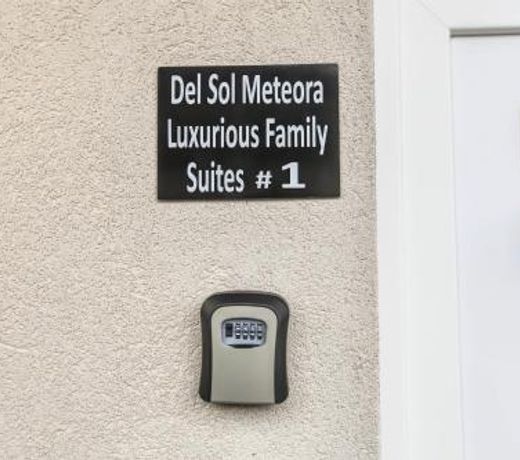 Del Sol Meteora
Luxurious Family
Suites # 1